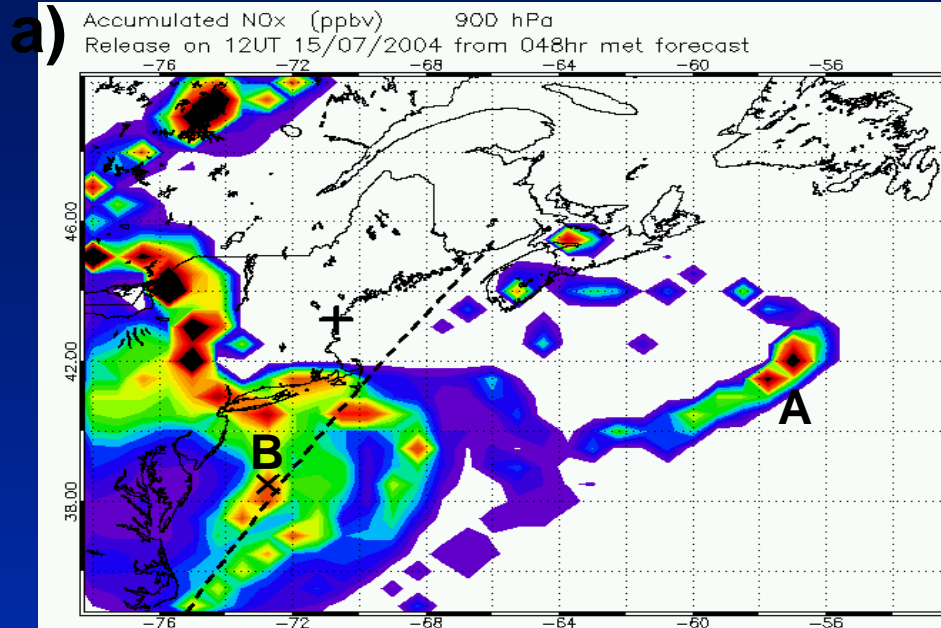 a)
Accumulated NOx (ppbv) 900 hPa
Release on 12UT 15/07/2004 from 048hr met forecast
-76 -72 -68 -64 -60 -56
46.00
42.00
38.00
A
B
-76 -72 -68 -64 -60 -56